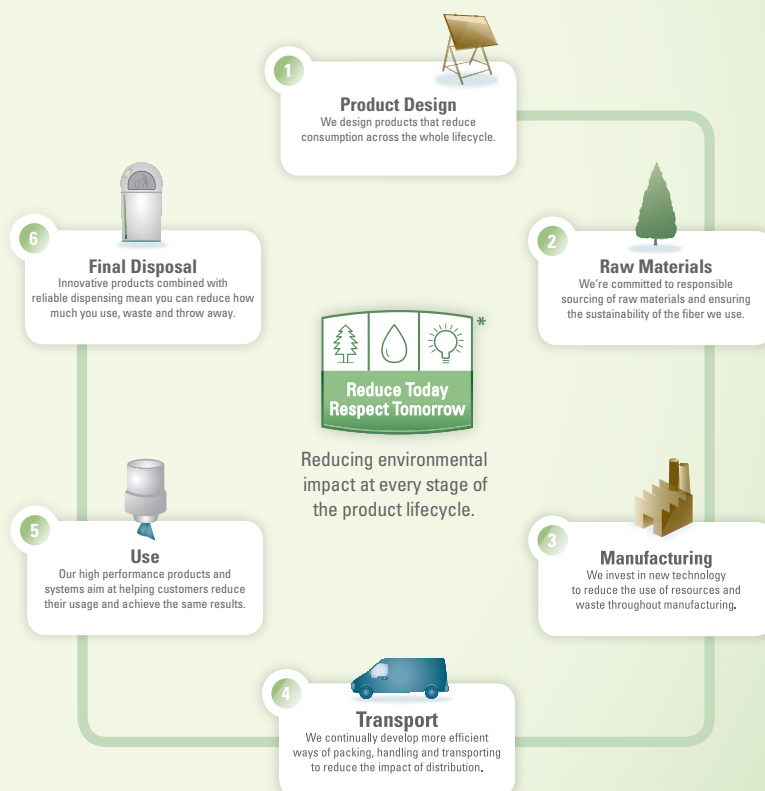 1
Product Design
We design products that reduce
consumption across the whole lifecycle.
2
Raw Materials
We’re committed to responsible
sourcing of raw materials and ensuring
the sustainability of the fiber we use.
3
Manufacturing
We invest in new technology
to reduce the use of resources and
waste throughout manufacturing.
4
Transport
We continually develop more efficient
ways of packing, handling and transporting
to reduce the impact of distribution.
5
Use
Our high performance products and
systems aim at helping customers reduce
their usage and achieve the same results.
6
Final Disposal
Innovative products combined with
reliable dispensing mean you can reduce how
much you use, waste and throw away.
*
Reduce Today
Respect Tomorrow
Reducing environmental
impact at every stage of
the product lifecycle.